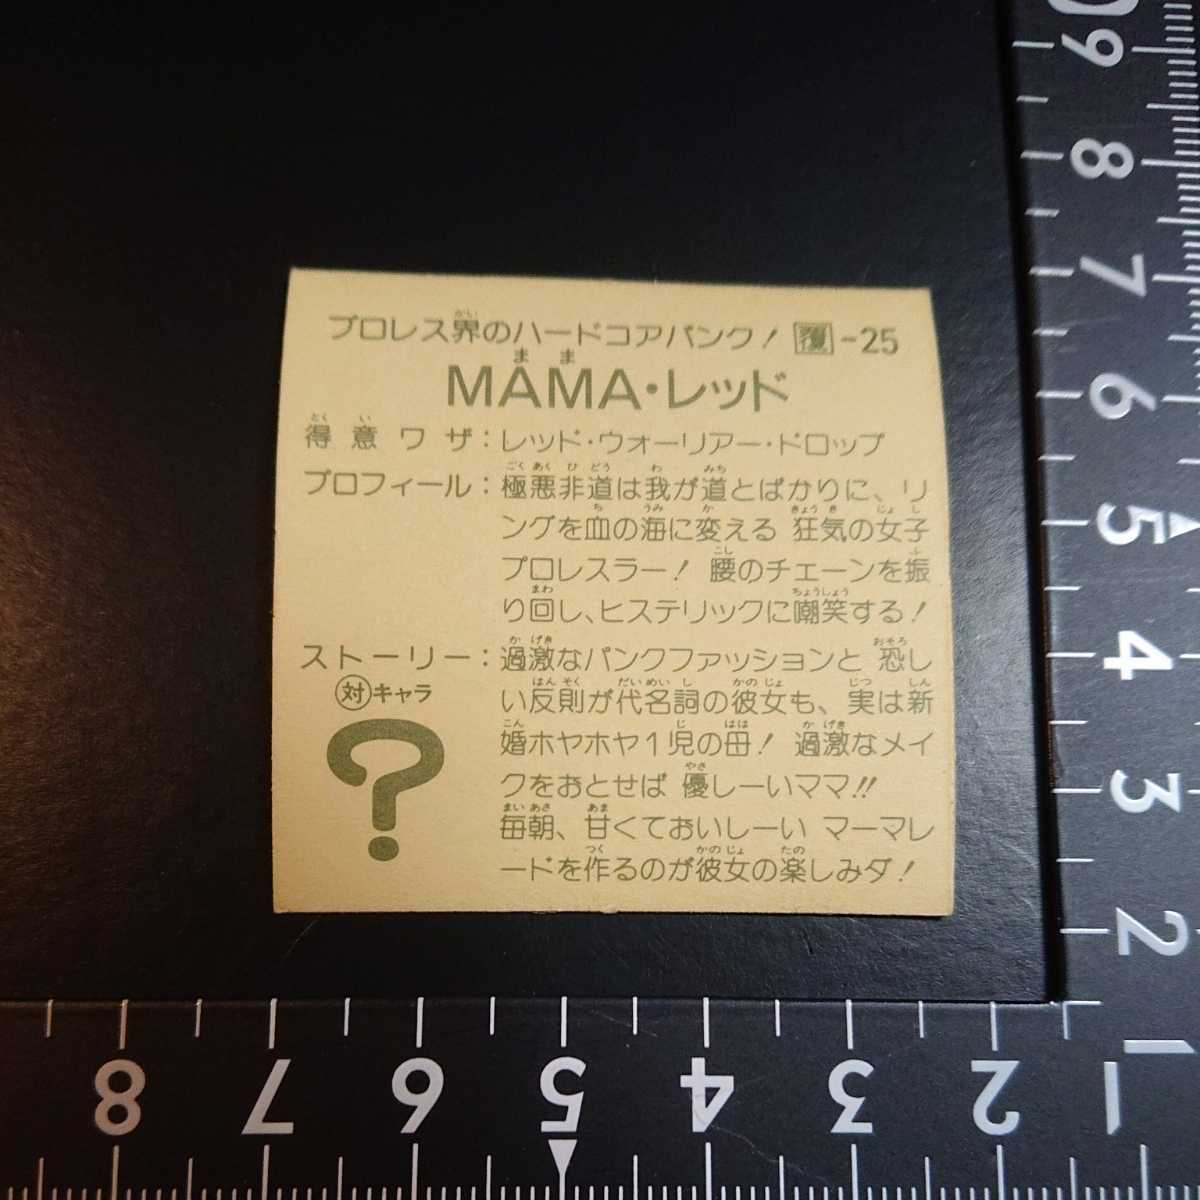 プロレス界のハードコアパンク! 覆-25
MAMA・レッド
得意ワザ:レッド・ウォーリアー・ドロップ
プロフィール:極悪非道は我が道とばかりに、リ
ングを血の海に変える 狂気の女子
プロレスラー! 腰のチェーンを振
り回し、ヒステリックに嘲笑する!
ストーリー:過激なパンクファッションと 恐し
い反則が代名詞の彼女も、実は新
婚ホヤホヤ1児の母! 過激なメイ
クをおとせば 優しーいママ!!
毎朝、甘くておいしーい マーマレ
ードを作るのが彼女の楽しみダ!
対キャラ
?
9
8
7
6
5
4
3
2
1
8 7 6 5 4 3 2 1